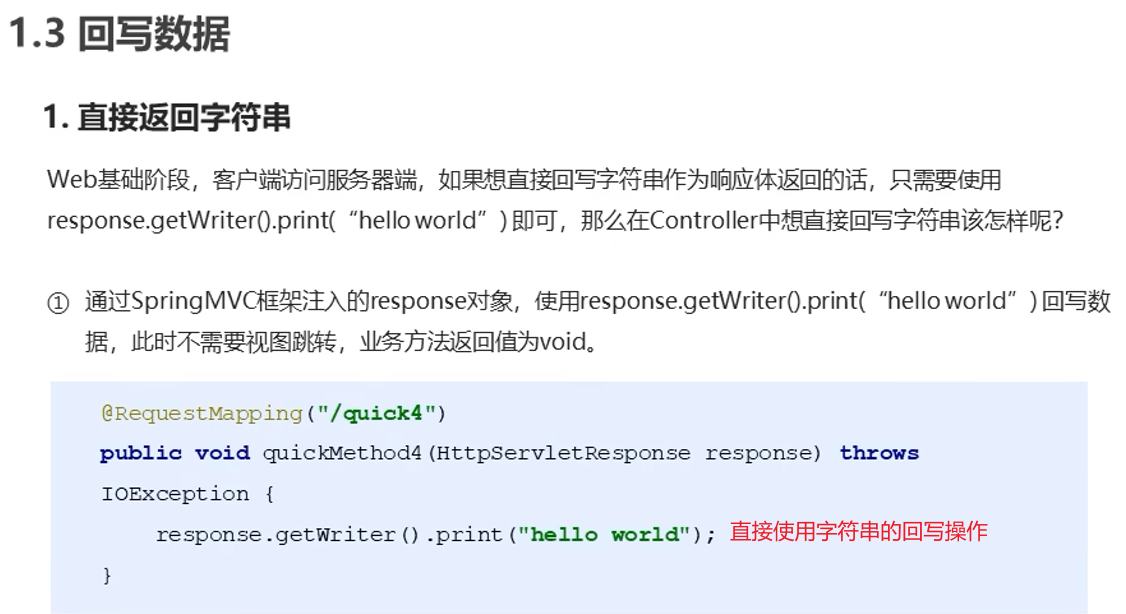 1.3 回写数据
1. 直接返回字符串
Web基础阶段，客户端访问服务器端，如果想直接回写字符串作为响应体返回的话，只需要使用
response.getWriter().print(“hello world”) 即可，那么在Controller中想直接回写字符串该怎样呢？
① 通过SpringMVC框架注入的response对象，使用response.getWriter().print(“hello world”) 回写数
据，此时不需要视图跳转，业务方法返回值为void。
@RequestMapping("/quick4")
public void quickMethod4(HttpServletResponse response) throws
IOException {
response.getWriter().print("hello world"); 直接使用字符串的回写操作
}